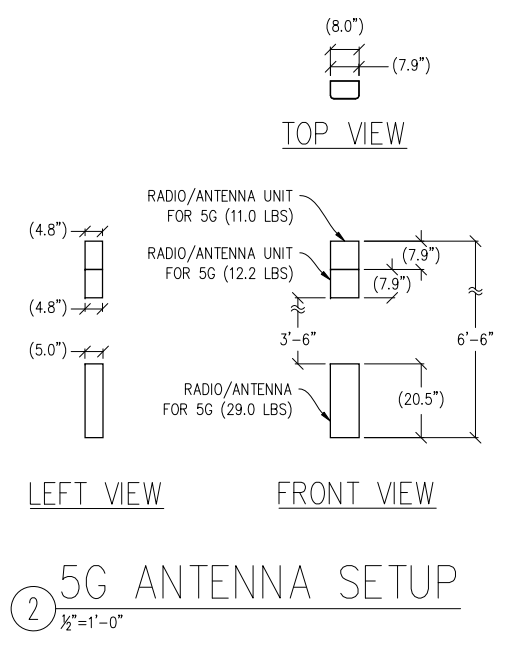 (8.0")
(7.9")
TOP VIEW
RADIO/ANTENNA UNIT
FOR 5G (11.0 LBS)
(4.8")
RADIO/ANTENNA UNIT
FOR 5G (12.2 LBS)
(7.9")
(7.9")
(4.8")
3'-6"
6'-6"
(5.0")
RADIO/ANTENNA
FOR 5G (29.0 LBS)
(20.5")
LEFT VIEW
FRONT VIEW
2
5G ANTENNA SETUP
½"=1'-0"